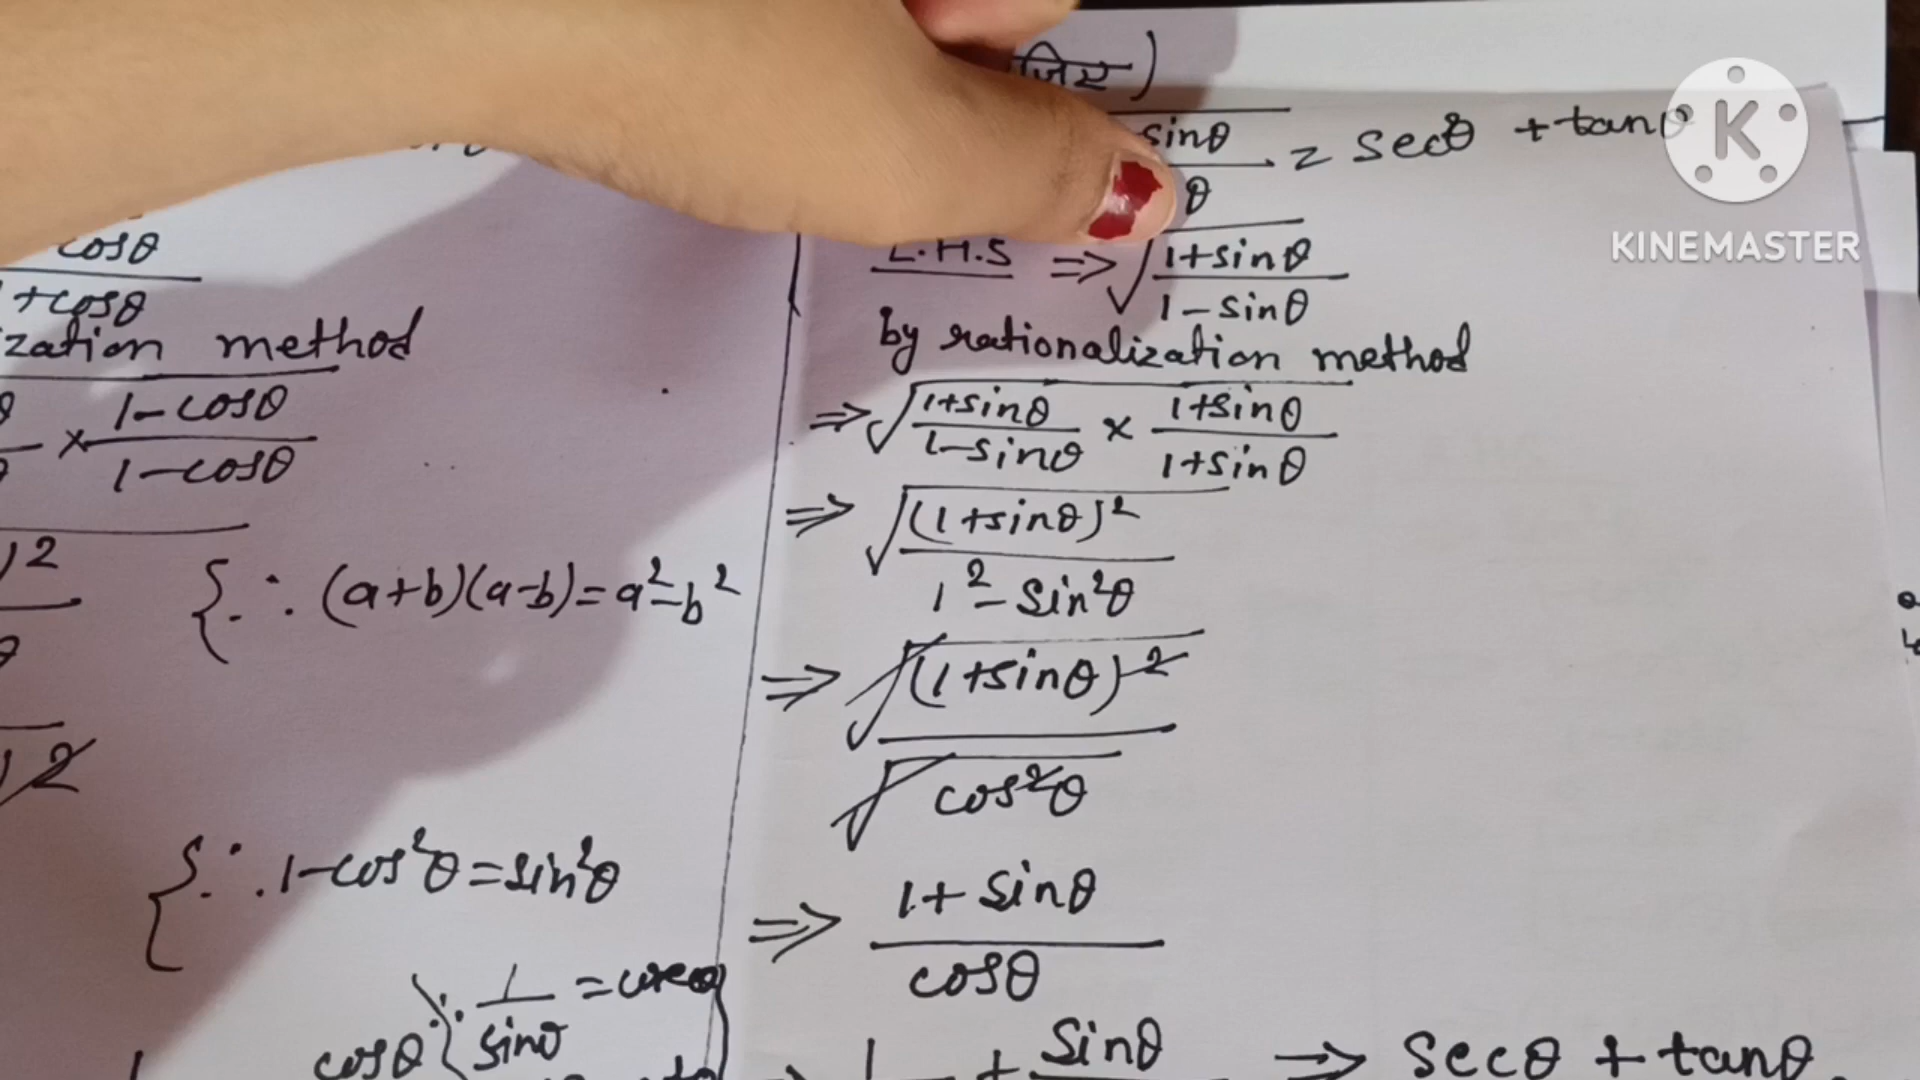 cosθ
+cosθ
zation method
× 1-cosθ
1-cosθ
{∵ (a+b)(a-b)=a²-b²
{∵ 1-cos²θ=sin²θ
∵ 1
sinθ
cosθ
sinθ = secθ + tanθ
θ
L.H.S ⇒ √1+sinθ
1-sinθ
by rationalization method
⇒ √1+sinθ × 1+sinθ
1-sinθ 1+sinθ
⇒ √(1+sinθ)²
1²-sin²θ
⇒ √(1+sinθ)²
√cos²θ
⇒ 1+sinθ
cosθ
+ sinθ ⇒ secθ + tanθ
K
KINEMASTER